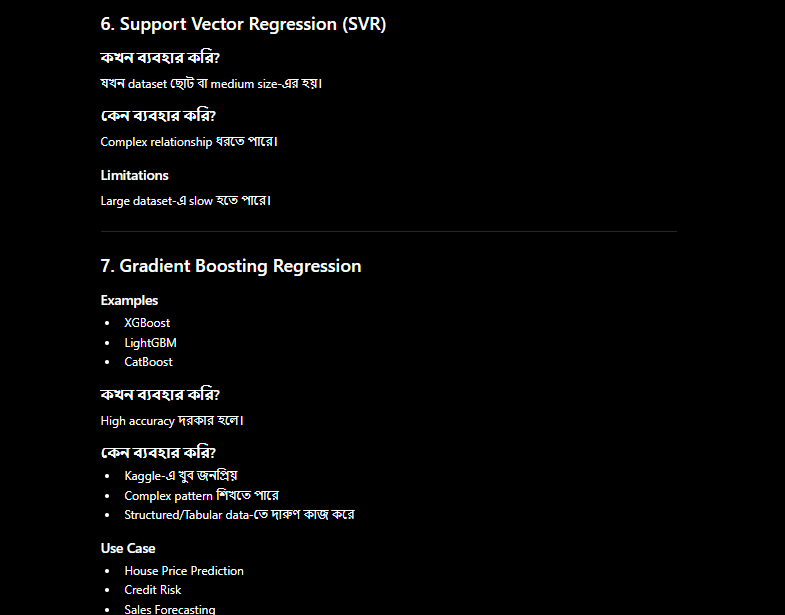 6. Support Vector Regression (SVR)
কখন ব্যবহার করি?
যখন dataset ছোট বা medium size-এর হয়।
কেন ব্যবহার করি?
Complex relationship ধরতে পারে।
Limitations
Large dataset-এ slow হতে পারে।
7. Gradient Boosting Regression
Examples
• XGBoost
• LightGBM
• CatBoost
কখন ব্যবহার করি?
High accuracy দরকার হলে।
কেন ব্যবহার করি?
• Kaggle-এ খুব জনপ্রিয়
• Complex pattern শিখতে পারে
• Structured/Tabular data-তে দারুণ কাজ করে
Use Case
• House Price Prediction
• Credit Risk
• Sales Forecasting